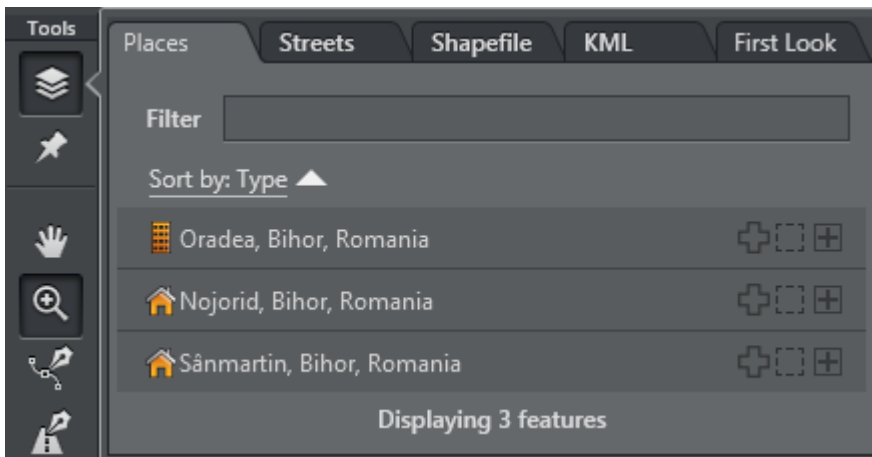 Tools
Places Streets Shapefile KML First Look
Filter
Sort by: Type
Oradea, Bihor, Romania
Nojorid, Bihor, Romania
Sânmartin, Bihor, Romania
Displaying 3 features